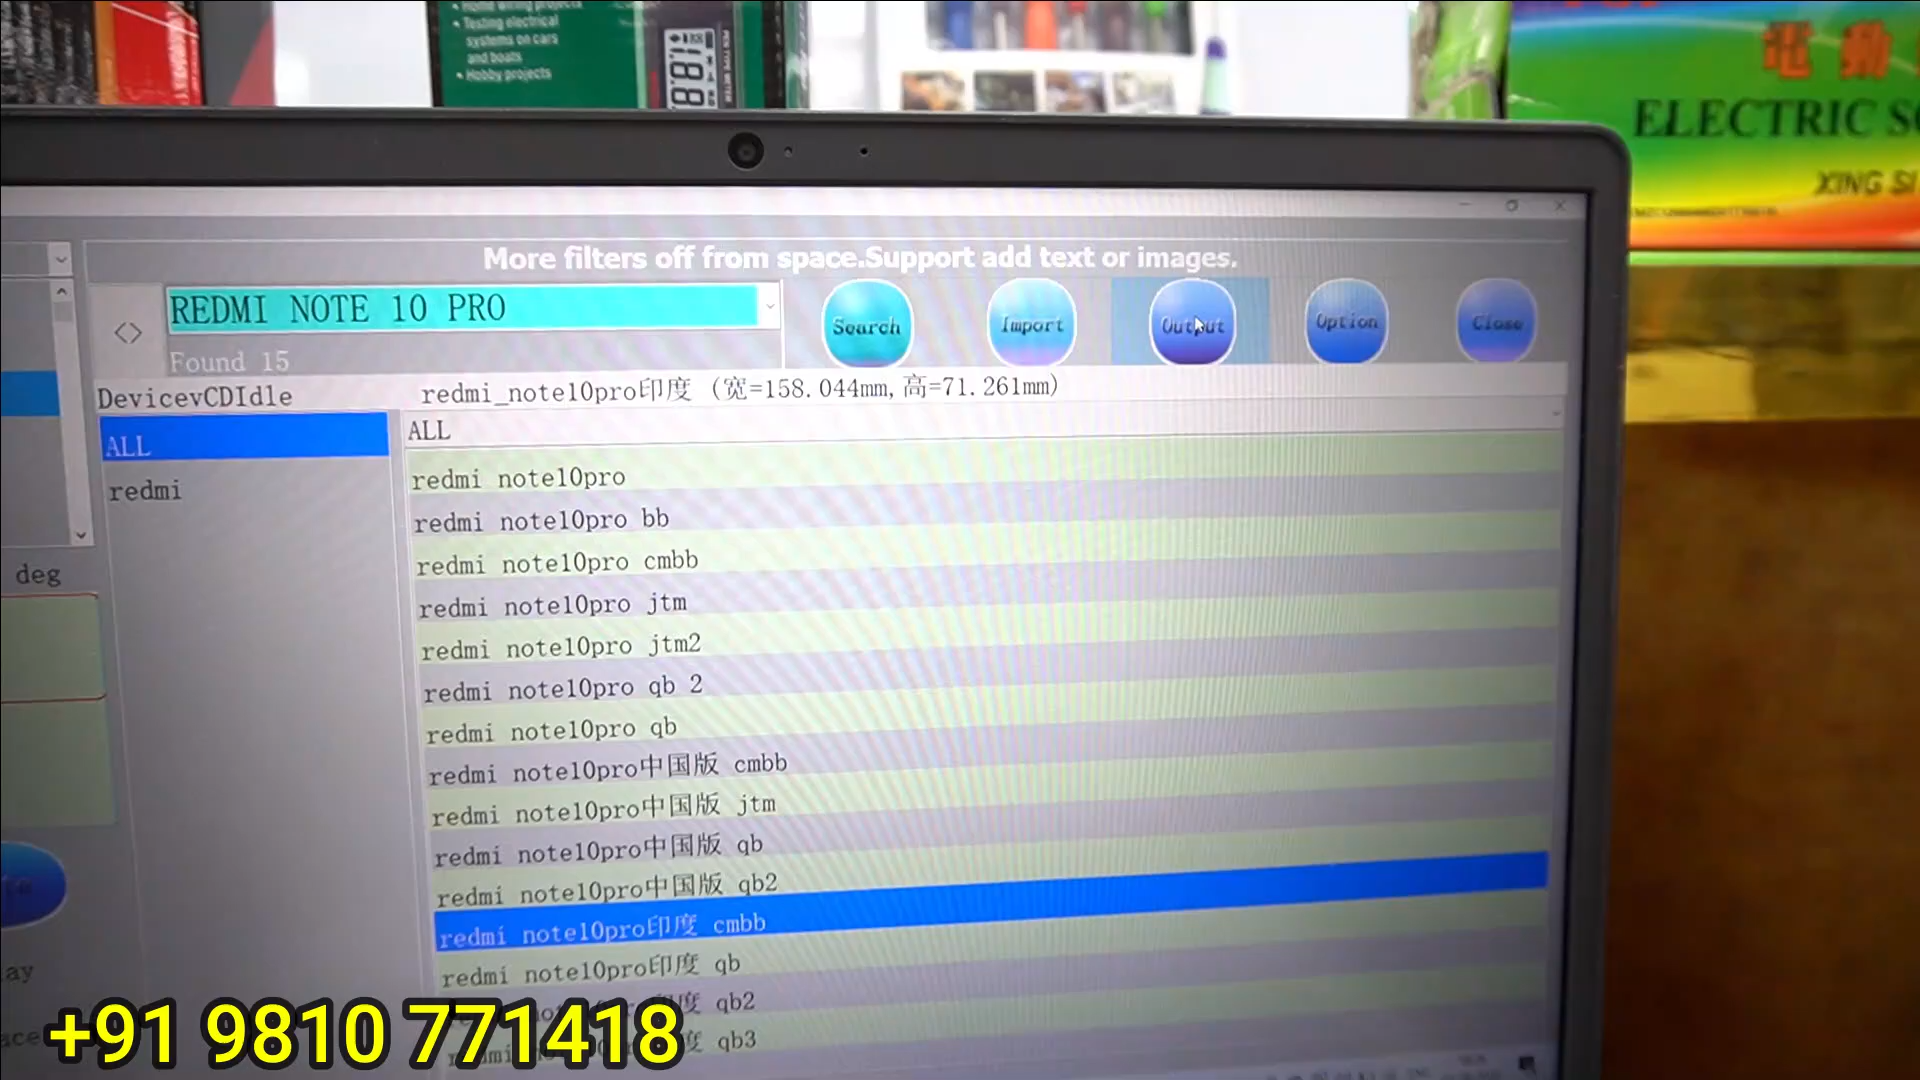 • Testing electrical
systems on cars
and boats
• Hobby projects
ELECTRIC
XING SI
More filters off from space.Support add text or images.
REDMI NOTE 10 PRO
Search
Import
Output
Option
Close
Found 15
DevicevCDIdle
redmi_note10pro印度 (宽=158.044mm,高=71.261mm)
ALL
ALL
redmi
redmi note10pro
redmi note10pro bb
redmi note10pro cmbb
redmi note10pro jtm
redmi note10pro jtm2
redmi note10pro qb 2
redmi note10pro qb
redmi note10pro中国版 cmbb
redmi note10pro中国版 jtm
redmi note10pro中国版 qb
redmi note10pro中国版 qb2
redmi note10pro印度 cmbb
redmi note10pro印度 qb
度 qb2
度 qb3
deg
+91 9810 771418